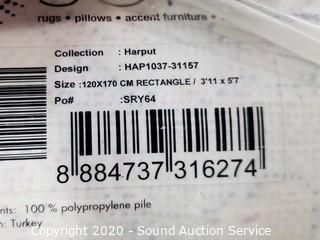 rugs • pillows • accent furniture •
Collection : Harput
Design : HAP1037-31157
Size :120X170 CM RECTANGLE / 3'11 x 5'7
Po# :SRY64
8 884737 316274
nts: 100 % polypropylene pile
n: Turkey
Copyright © 2020 - Sound Auction Service